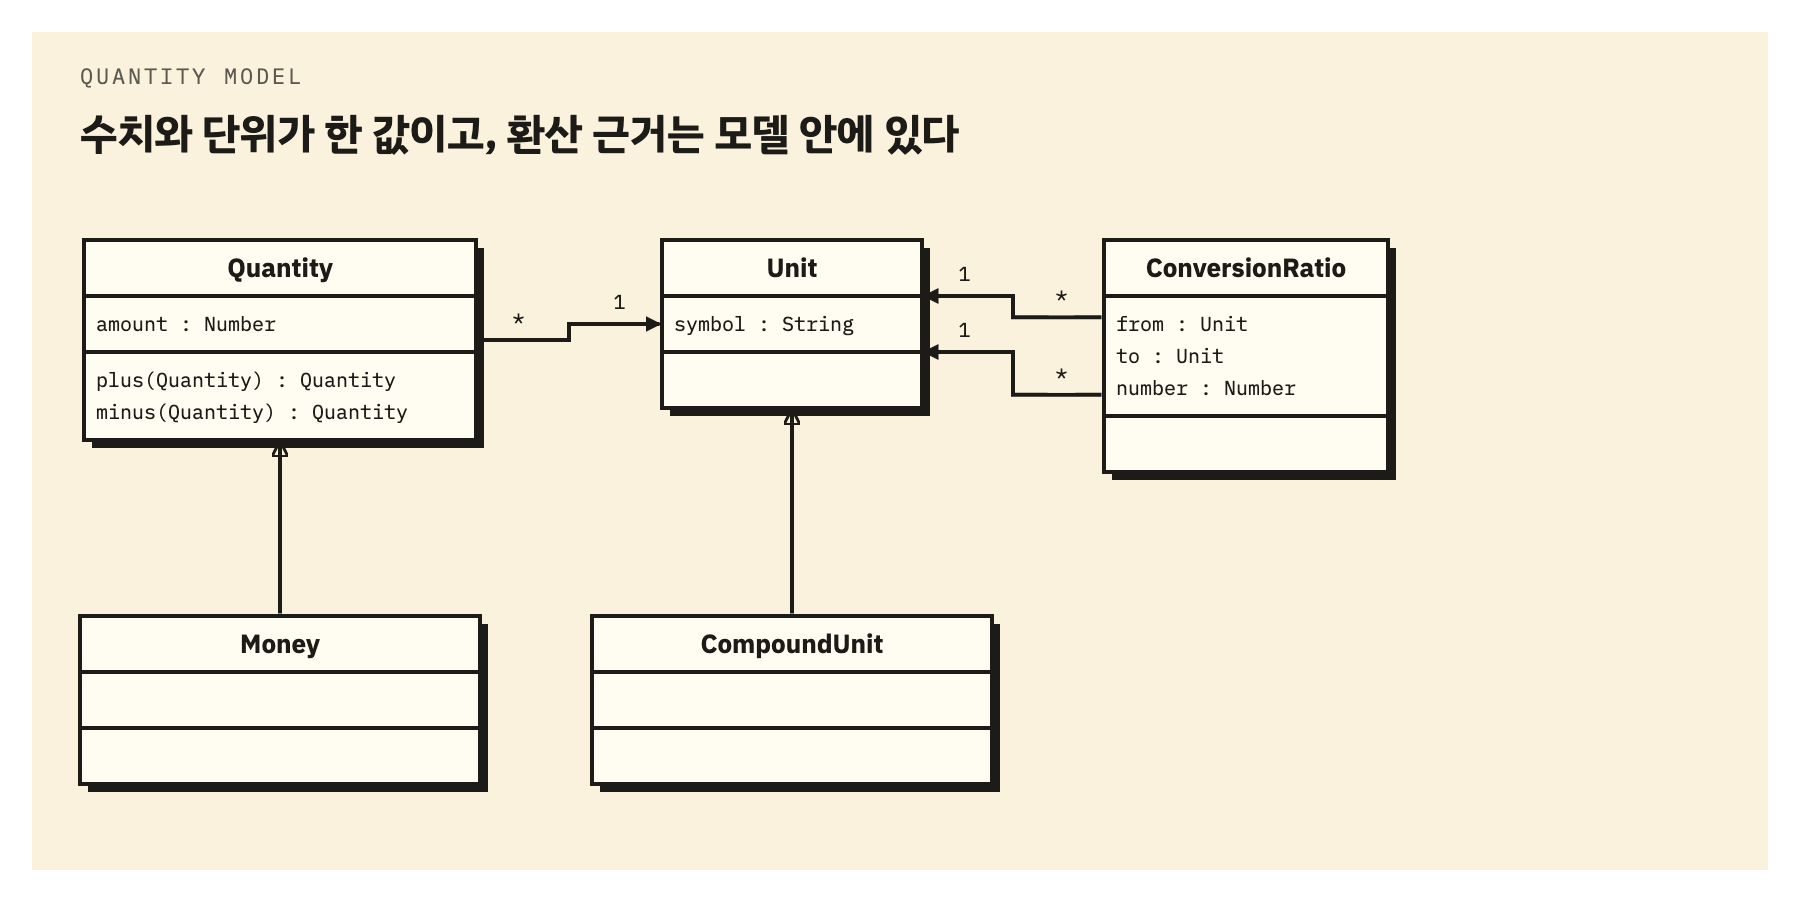 QUANTITY MODEL
수치와 단위가 한 값이고, 환산 근거는 모델 안에 있다
Quantity
amount : Number
plus(Quantity) : Quantity
minus(Quantity) : Quantity
*
1
Unit
symbol : String
1
*
1
*
ConversionRatio
from : Unit
to : Unit
number : Number
Money
CompoundUnit